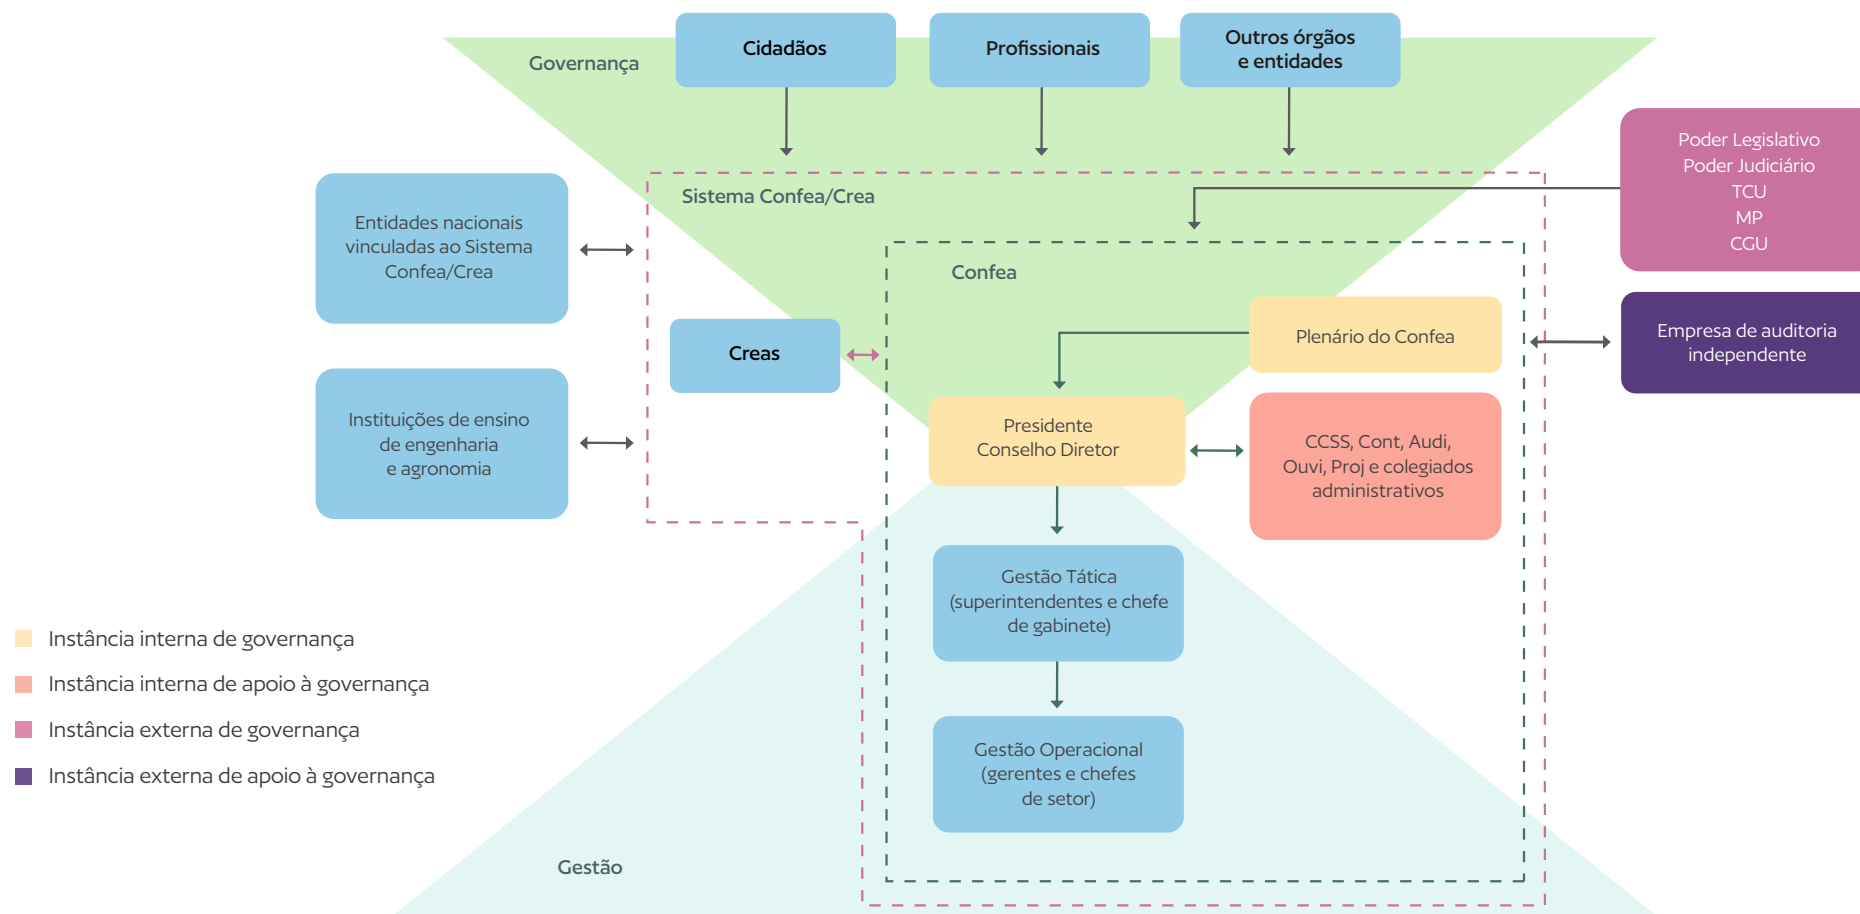 Governança
Cidadãos
Profissionais
Outros órgãos
e entidades
Poder Legislativo
Poder Judiciário
TCU
MP
CGU
Entidades nacionais
vinculadas ao Sistema
Confea/Crea
Sistema Confea/Crea
Confea
Creas
Plenário do Confea
Empresa de auditoria
independente
Instituições de ensino
de engenharia
e agronomia
Presidente
Conselho Diretor
CCSS, Cont, Audi,
Ouvi, Proj e colegiados
administrativos
Gestão Tática
(superintendentes e chefe
de gabinete)
Gestão Operacional
(gerentes e chefes
de setor)
Instância interna de governança
Instância interna de apoio à governança
Instância externa de governança
Instância externa de apoio à governança
Gestão